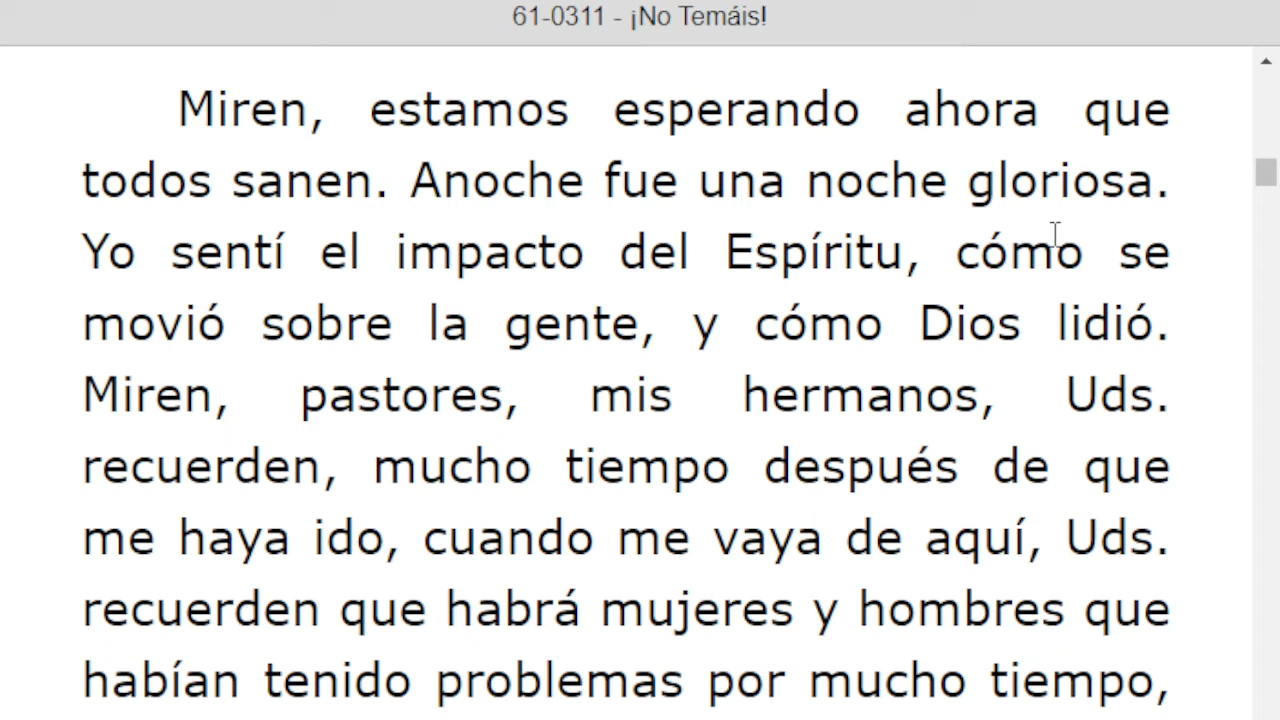 61-0311 - ¡No Temáis!
Miren, estamos esperando ahora que
todos sanen. Anoche fue una noche gloriosa.
Yo sentí el impacto del Espíritu, cómo se
movió sobre la gente, y cómo Dios lidió.
Miren, pastores, mis hermanos, Uds.
recuerden, mucho tiempo después de que
me haya ido, cuando me vaya de aquí, Uds.
recuerden que habrá mujeres y hombres que
habían tenido problemas por mucho tiempo,